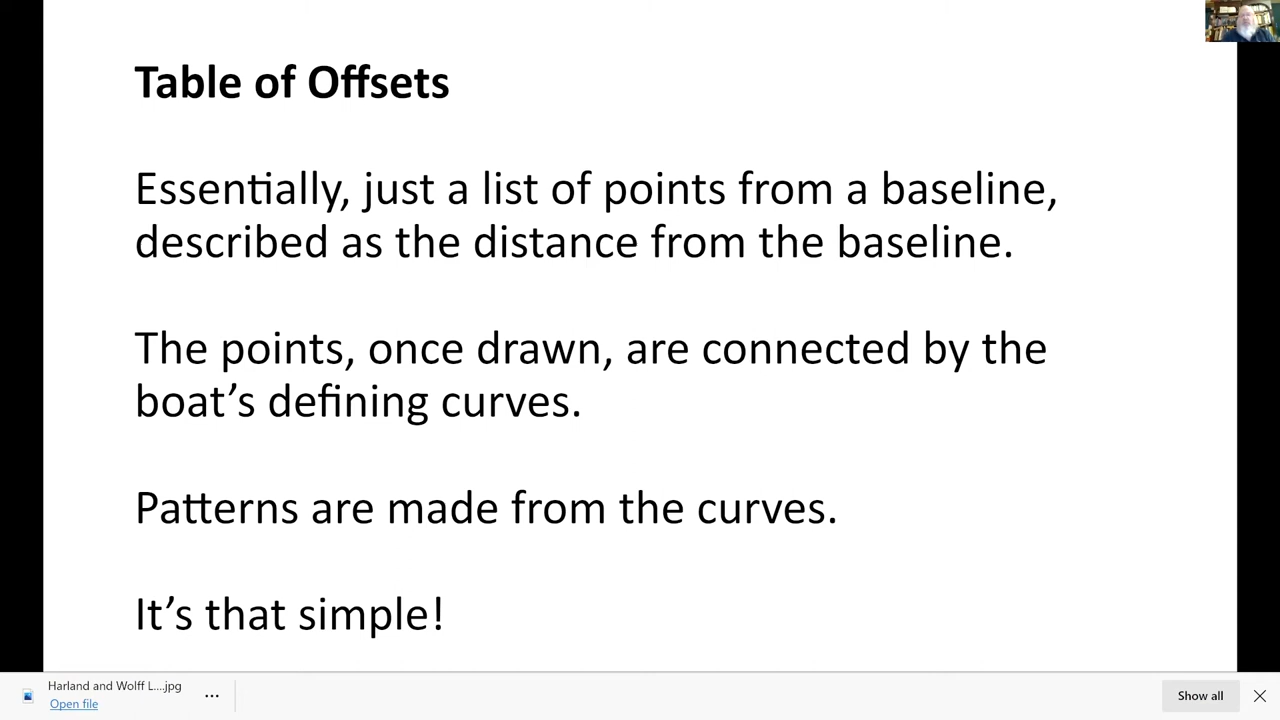 Table of Offsets
Essentially, just a list of points from a baseline,
described as the distance from the baseline.
The points, once drawn, are connected by the
boat’s defining curves.
Patterns are made from the curves.
It’s that simple!
Harland and Wolff L....jpg
Open file
Show all